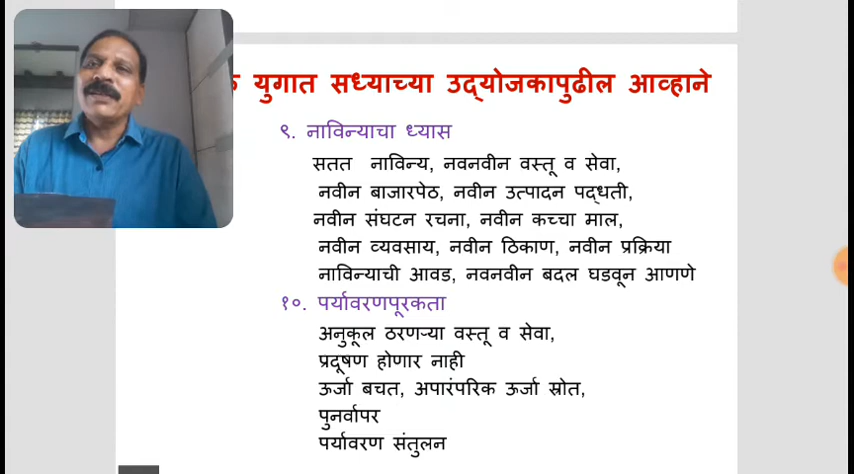 युगात सध्याच्या उद्योजकापुढील आव्हाने
९. नाविन्याचा ध्यास
सतत नाविन्य, नवनवीन वस्तू व सेवा,
नवीन बाजारपेठ, नवीन उत्पादन पद्धती,
नवीन संघटन रचना, नवीन कच्चा माल,
नवीन व्यवसाय, नवीन ठिकाण, नवीन प्रक्रिया
नाविन्याची आवड, नवनवीन बदल घडवून आणणे
१०. पर्यावरणपूरकता
अनुकूल ठरणऱ्या वस्तू व सेवा,
प्रदूषण होणार नाही
ऊर्जा बचत, अपारंपरिक ऊर्जा स्रोत,
पुनर्वापर
पर्यावरण संतुलन